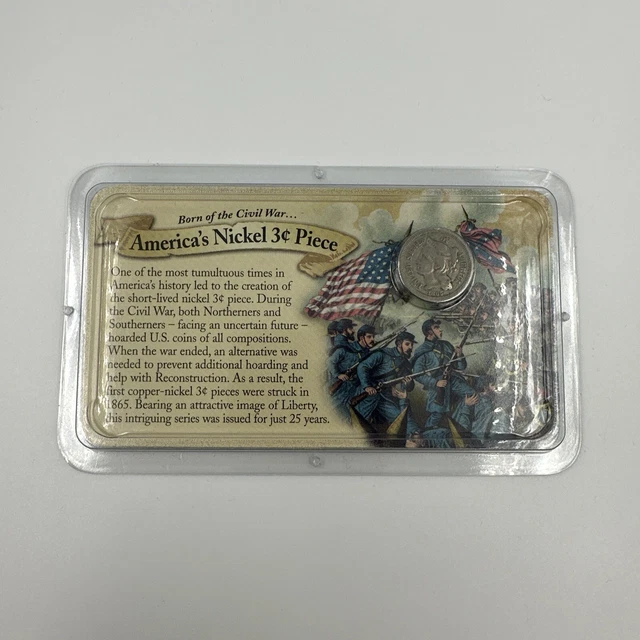 Born of the Civil War...
America's Nickel 3¢ Piece
One of the most tumultuous times in
America's history led to the creation of
the short-lived nickel 3¢ piece. During
the Civil War, both Northerners and
Southerners – facing an uncertain future –
hoarded U.S. coins of all compositions.
When the war ended, an alternative was
needed to prevent additional hoarding and
help with Reconstruction. As a result, the
first copper-nickel 3¢ pieces were struck in
1865. Bearing an attractive image of Liberty,
this intriguing series was issued for just 25 years.